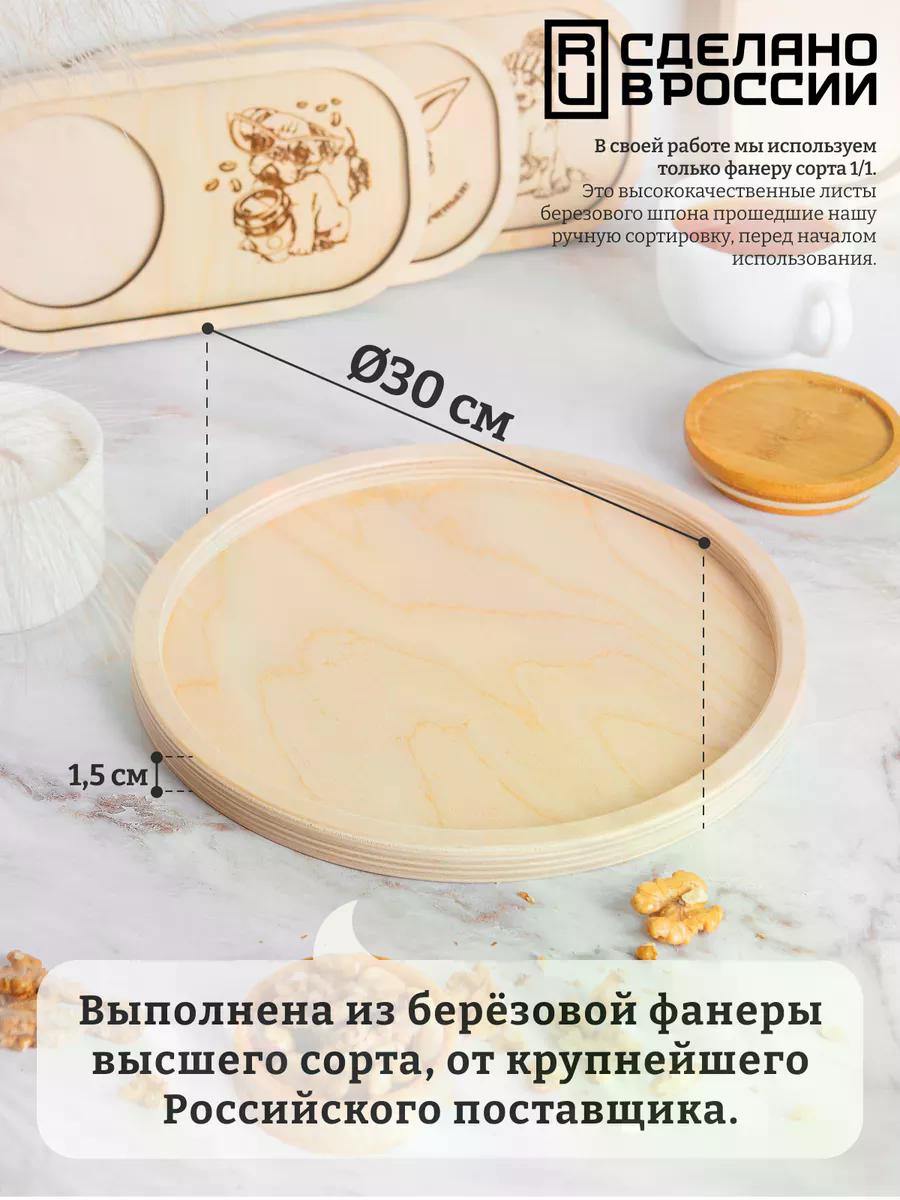 RU
СДЕЛАНО
В РОССИИ
В своей работе мы используем
только фанеру сорта 1/1.
Это высококачественные листы
березового шпона прошедшие нашу
ручную сортировку, перед началом
использования.
Ø30 см
1,5 см
Выполнена из берёзовой фанеры
высшего сорта, от крупнейшего
Российского поставщика.